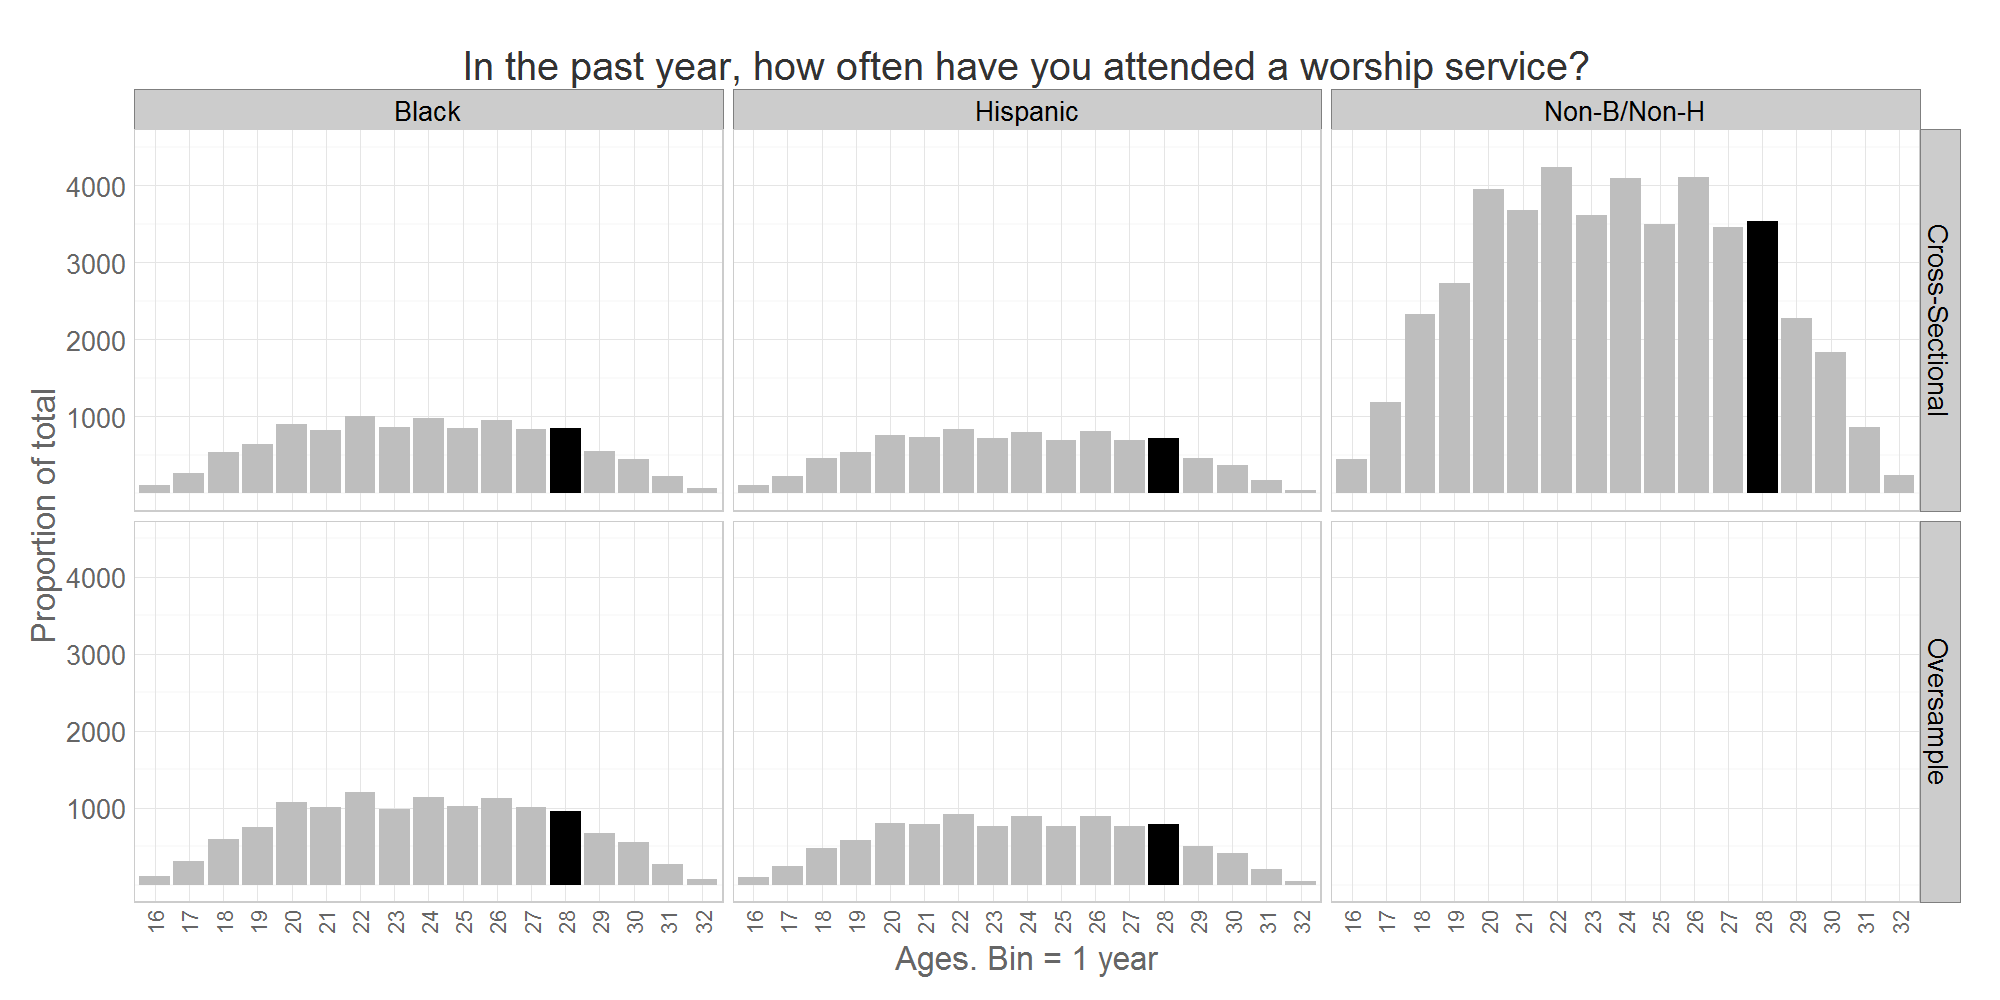 In the past year, how often have you attended a worship service?
Black
Hispanic
Non-B/Non-H
4000
3000
2000
1000
Cross-Sectional
Proportion of total
4000
3000
2000
1000
Oversample
16 17 18 19 20 21 22 23 24 25 26 27 28 29 30 31 32
16 17 18 19 20 21 22 23 24 25 26 27 28 29 30 31 32
16 17 18 19 20 21 22 23 24 25 26 27 28 29 30 31 32
Ages. Bin = 1 year